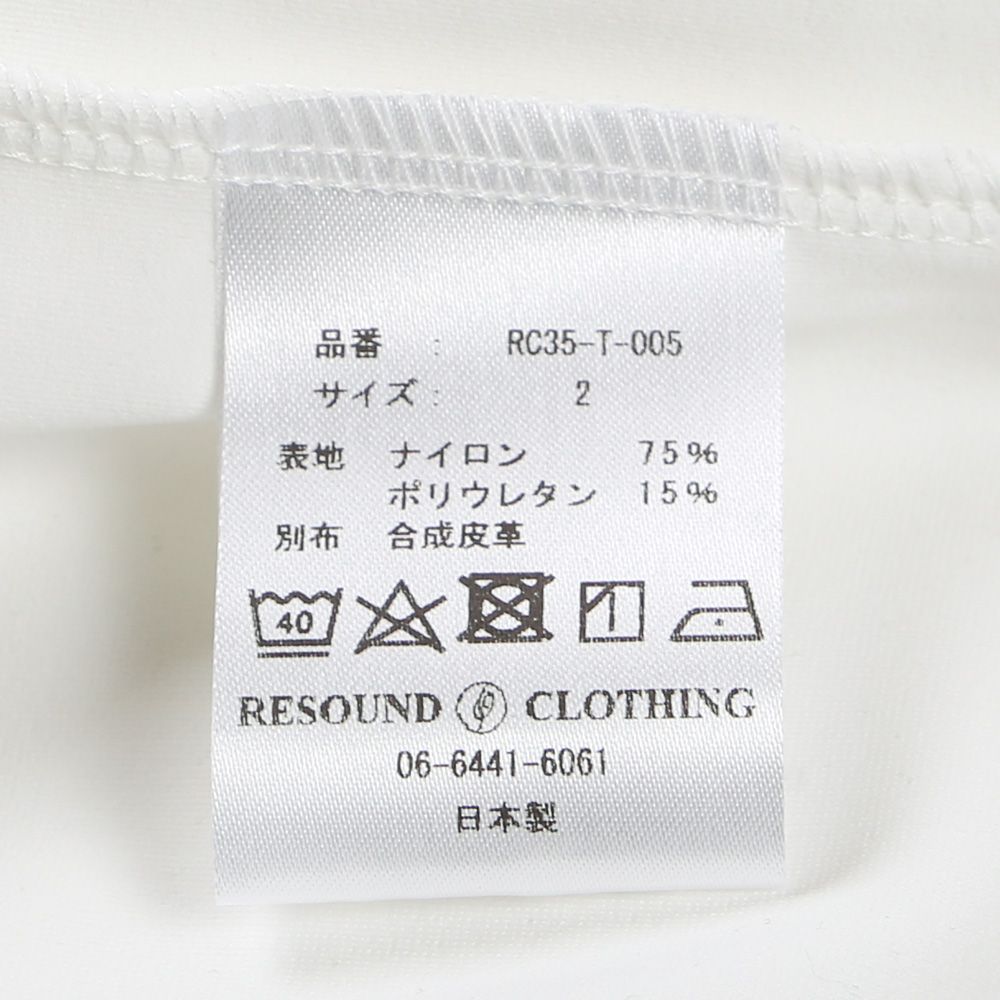 品番 : RC35-T-005
サイズ: 2
表地 ナイロン 75%
ポリウレタン 15%
別布 合成皮革
40
RESOUND CLOTHING
06-6441-6061
日本製